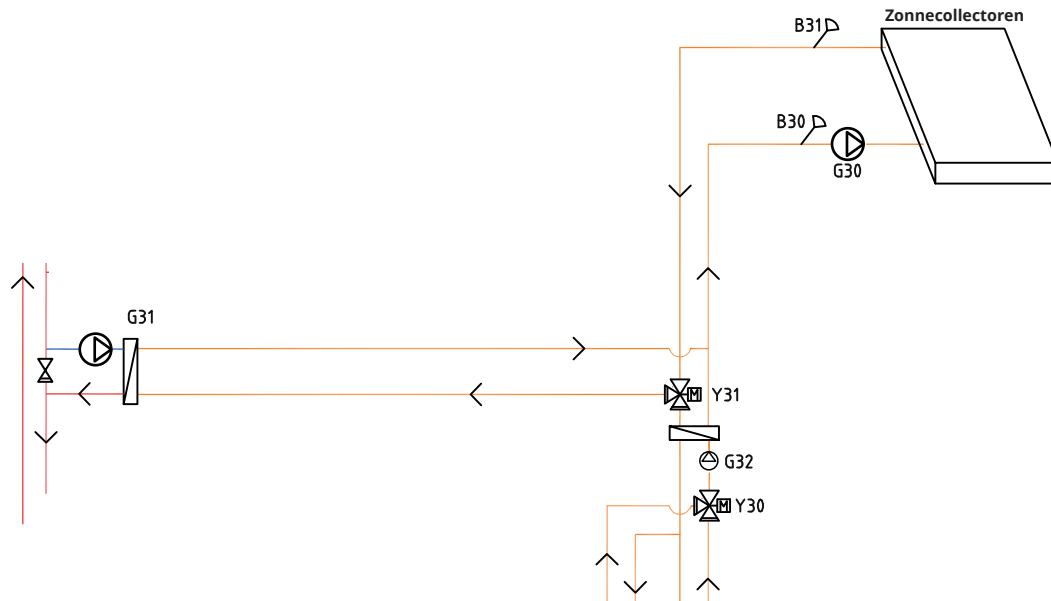 Zonnecollectoren
B31
B30
G30
G31
M Y31
G32
M Y30